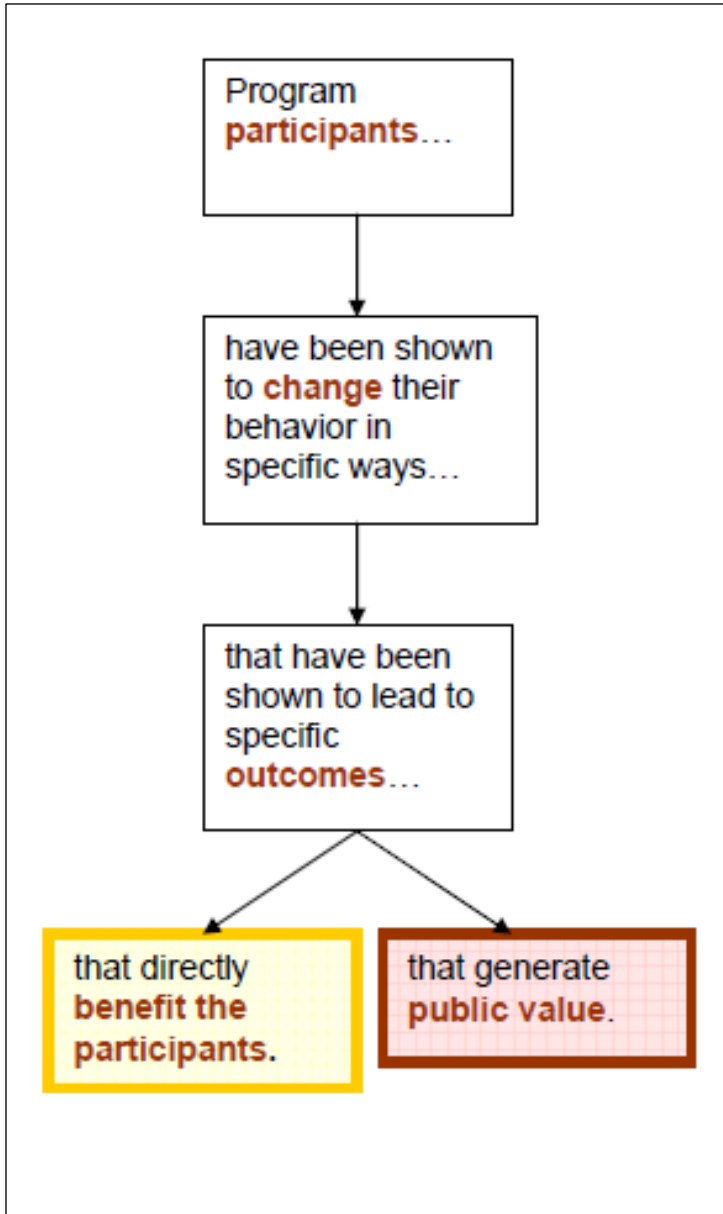 Program
participants…
have been shown
to change their
behavior in
specific ways…
that have been
shown to lead to
specific
outcomes…
that directly
benefit the
participants.
that generate
public value.